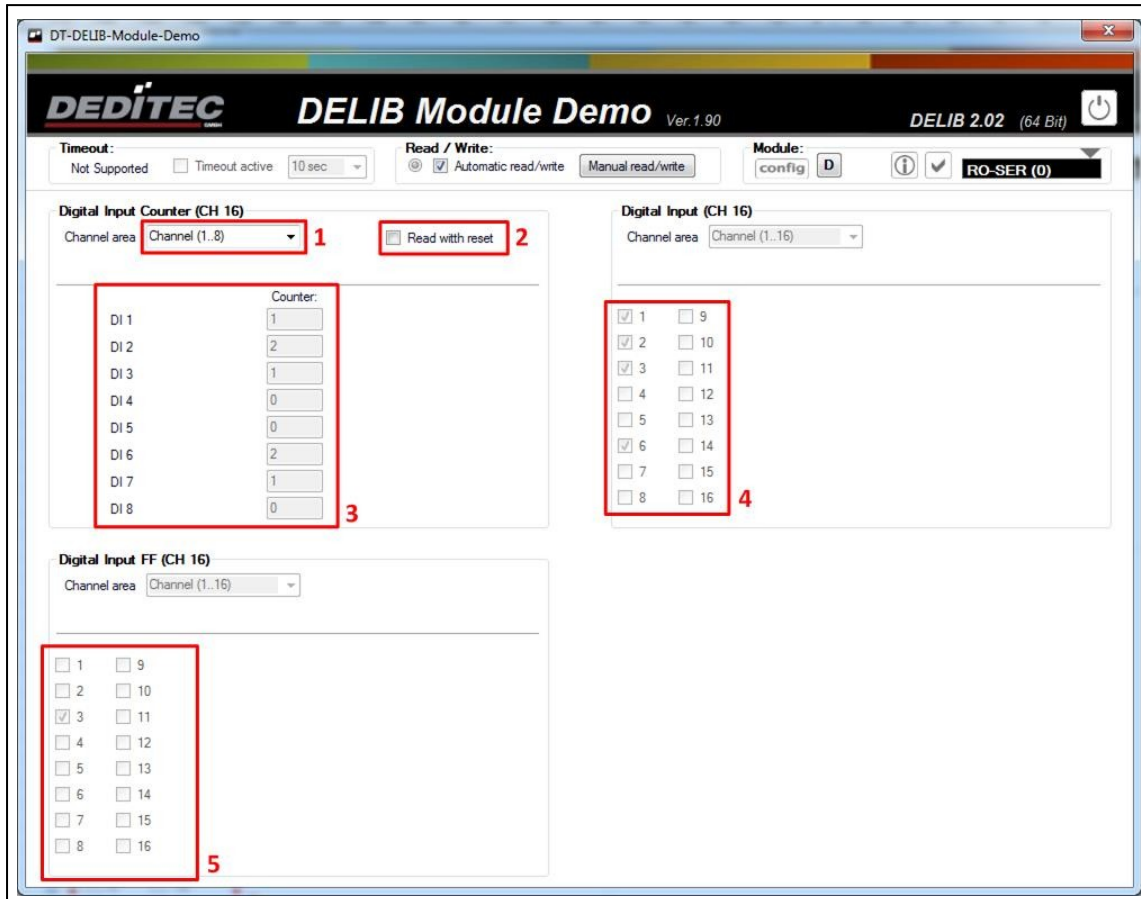 DT-DELIB-Module-Demo
DEDITEC GMBH
DELIB Module Demo Ver.1.90
DELIB 2.02 (64 Bit)
Timeout:
Not Supported Timeout active 10 sec
Read / Write:
Automatic read/write Manual read/write
Module:
config D RO-SER (0)
Digital Input Counter (CH 16)
Channel area Channel (1..8) 1 Read witth reset 2
Counter:
DI 1 1
DI 2 2
DI 3 1
DI 4 0
DI 5 0
DI 6 2
DI 7 1
DI 8 0
3
Digital Input (CH 16)
Channel area Channel (1..16)
1 9
2 10
3 11
4 12
5 13
6 14
7 15
8 16
4
Digital Input FF (CH 16)
Channel area Channel (1..16)
1 9
2 10
3 11
4 12
5 13
6 14
7 15
8 16
5